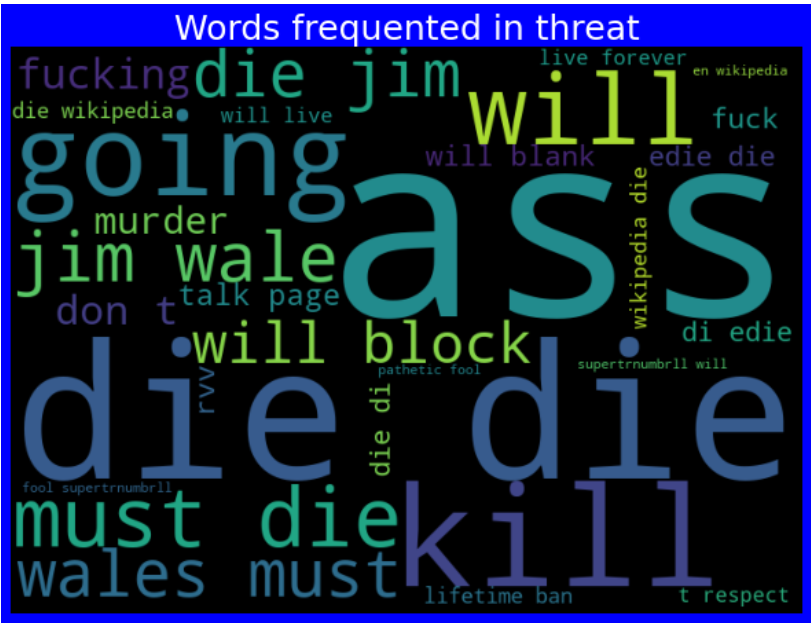 Words frequented in threat
fucking
die jim
live forever
en wikipedia
will
die wikipedia
will live
fuck
going
will blank
edie die
ass
murder
wikipedia die
jim wale
talk page
don t
will block
di edie
rvv
pathetic fool
supertrnumbrll will
die die
die di
fool supertrnumbrll
must die
kill
wales must
lifetime ban
t respect